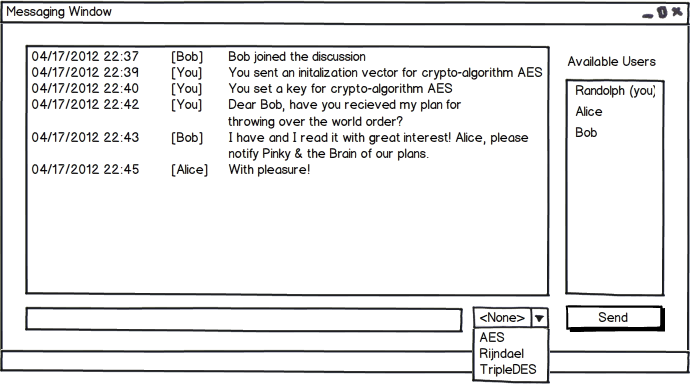 Messaging Window
04/17/2012 22:37 [Bob] Bob joined the discussion
04/17/2012 22:39 [You] You sent an initalization vector for crypto-algorithm AES
04/17/2012 22:40 [You] You set a key for crypto-algorithm AES
04/17/2012 22:42 [You] Dear Bob, have you recieved my plan for
throwing over the world order?
04/17/2012 22:43 [Bob] I have and I read it with great interest! Alice, please
notify Pinky & the Brain of our plans.
04/17/2012 22:45 [Alice] With pleasure!
Available Users
Randolph (you)
Alice
Bob
<None>
Send
AES
Rijndael
TripleDES